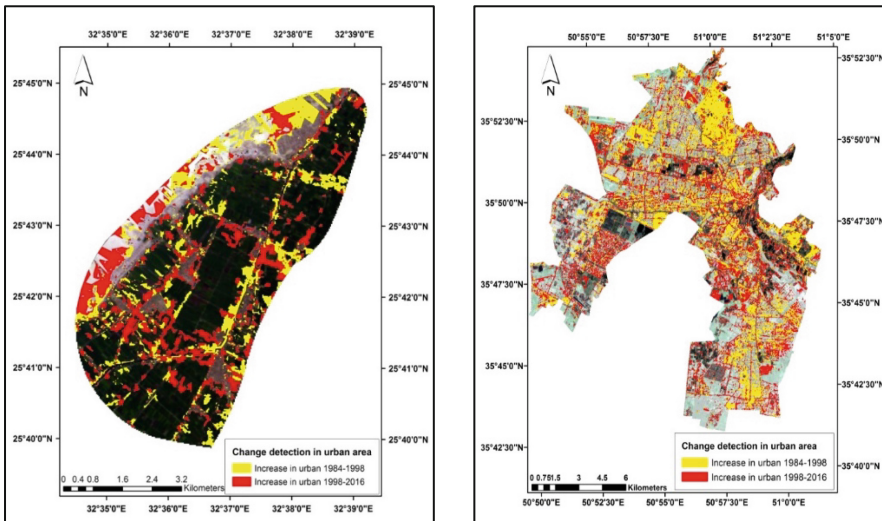 32°35'0"E 32°36'0"E 32°37'0"E 32°38'0"E 32°39'0"E
25°45'0"N
25°44'0"N
25°43'0"N
25°42'0"N
25°41'0"N
25°40'0"N
N
25°45'0"N
25°44'0"N
25°43'0"N
25°42'0"N
25°41'0"N
25°40'0"N
Change detection in urban area
Increase in urban 1984-1998
Increase in urban 1998-2016
0 0.4 0.8 1.6 2.4 3.2
Kilometers
32°35'0"E 32°36'0"E 32°37'0"E 32°38'0"E 32°39'0"E
50°55'0"E 50°57'30"E 51°0'0"E 51°2'30"E 51°5'0"E
35°52'30"N
35°50'0"N
35°47'30"N
35°45'0"N
35°42'30"N
N
35°52'30"N
35°50'0"N
35°47'30"N
35°45'0"N
35°42'30"N
35°40'0"N
Change detection in urban area
Increase in urban 1984-1998
Increase in urban 1998-2016
0 0.75 1.5 3 4.5 6
Kilometers
50°50'0"E 50°52'30"E 50°55'0"E 50°57'30"E 51°0'0"E